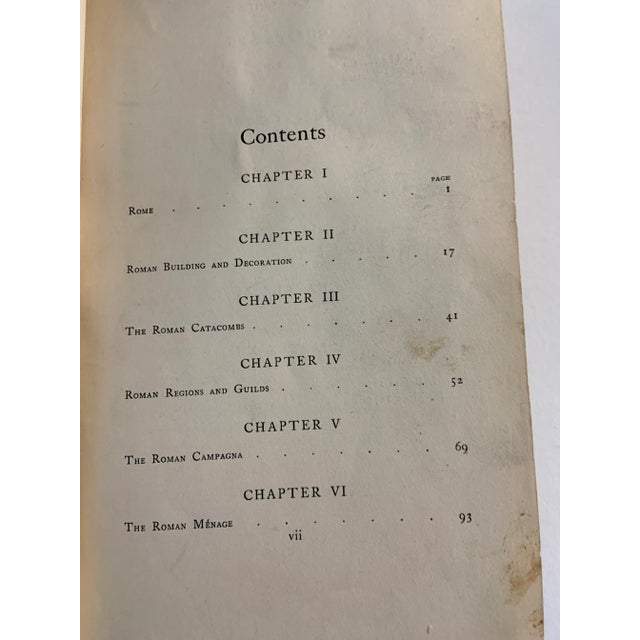 Contents
CHAPTER I
PAGE
Rome . . . . . . . . . . 1
CHAPTER II
Roman Building and Decoration . . . . . 17
CHAPTER III
The Roman Catacombs . . . . . . . 41
CHAPTER IV
Roman Regions and Guilds . . . . . . 52
CHAPTER V
The Roman Campagna . . . . . . . 69
CHAPTER VI
The Roman Ménage . . . . . . . 93
vii